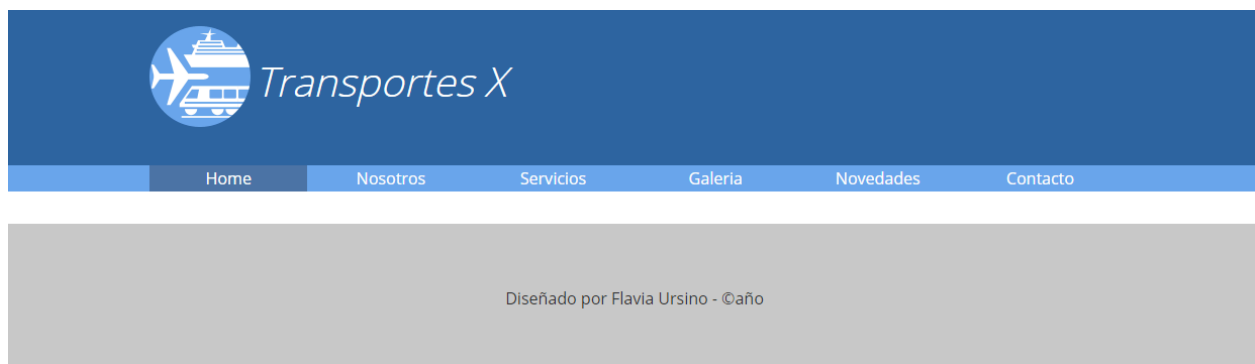 Transportes X
Home Nosotros Servicios Galeria Novedades Contacto
Diseñado por Flavia Ursino - ©año